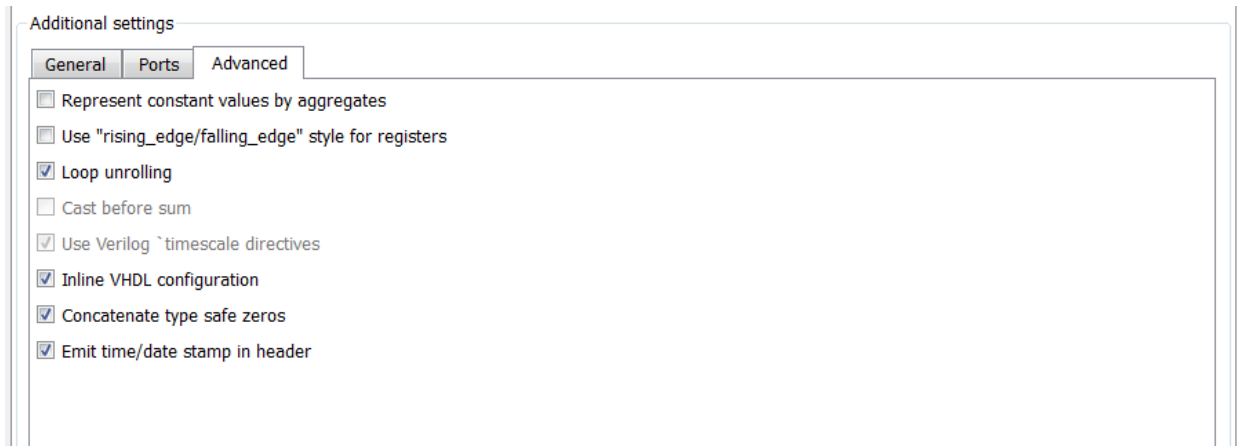 Additional settings
General Ports Advanced
Represent constant values by aggregates
Use "rising_edge/falling_edge" style for registers
Loop unrolling
Cast before sum
Use Verilog `timescale directives
Inline VHDL configuration
Concatenate type safe zeros
Emit time/date stamp in header